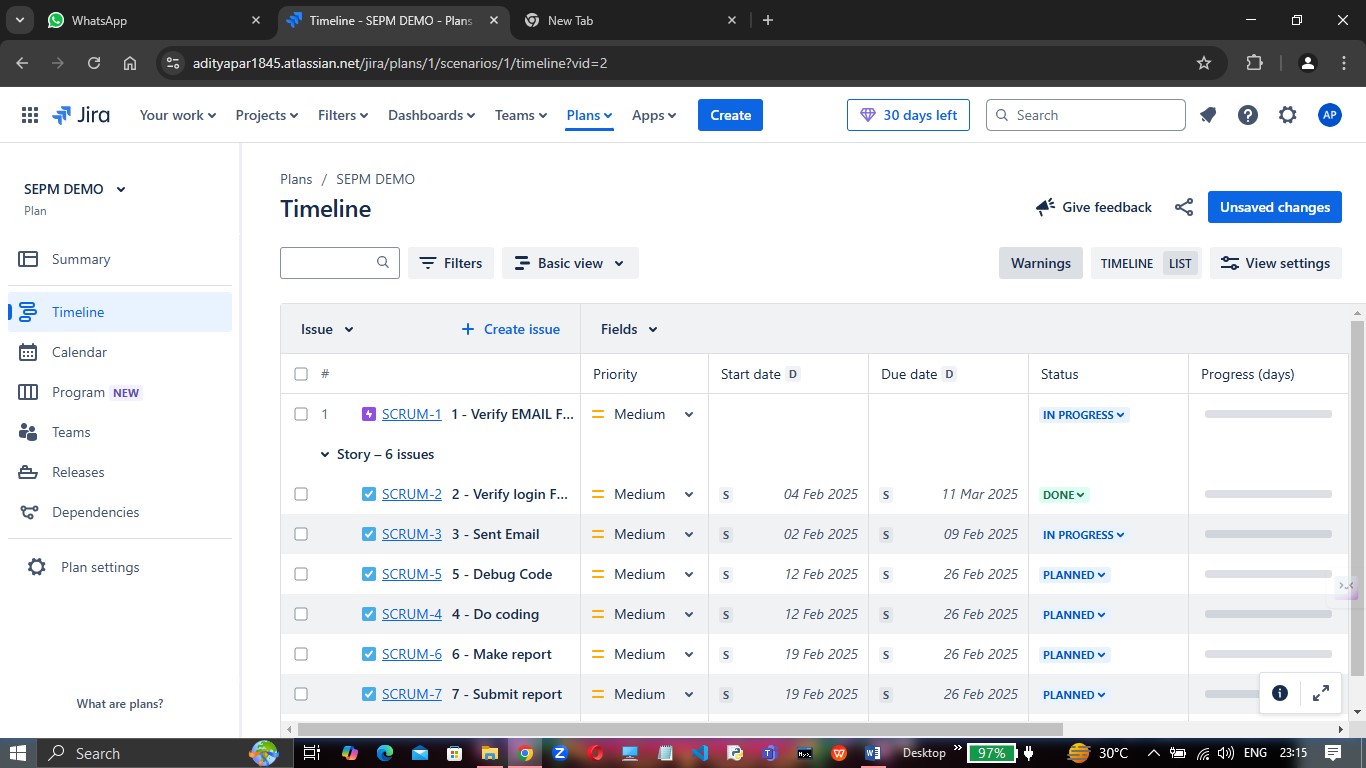 WhatsApp
Timeline - SEPM DEMO - Plans
New Tab
adityapar1845.atlassian.net/jira/plans/1/scenarios/1/timeline?vid=2
Jira Your work Projects Filters Dashboards Teams Plans Apps Create 30 days left Search AP
SEPM DEMO
Plan
Summary
Timeline
Calendar
Program NEW
Teams
Releases
Dependencies
Plan settings
What are plans?
Plans / SEPM DEMO
Timeline
Give feedback Unsaved changes
Filters Basic view Warnings TIMELINE LIST View settings
Issue + Create issue Fields
# Priority Start date D Due date D Status Progress (days)
1 SCRUM-1 1 - Verify EMAIL F... Medium IN PROGRESS
Story – 6 issues
SCRUM-2 2 - Verify login F... Medium S 04 Feb 2025 S 11 Mar 2025 DONE
SCRUM-3 3 - Sent Email Medium S 02 Feb 2025 S 09 Feb 2025 IN PROGRESS
SCRUM-5 5 - Debug Code Medium S 12 Feb 2025 S 26 Feb 2025 PLANNED
SCRUM-4 4 - Do coding Medium S 12 Feb 2025 S 26 Feb 2025 PLANNED
SCRUM-6 6 - Make report Medium S 19 Feb 2025 S 26 Feb 2025 PLANNED
SCRUM-7 7 - Submit report Medium S 19 Feb 2025 S 26 Feb 2025 PLANNED
Search Desktop 97% 30°C ENG 23:15